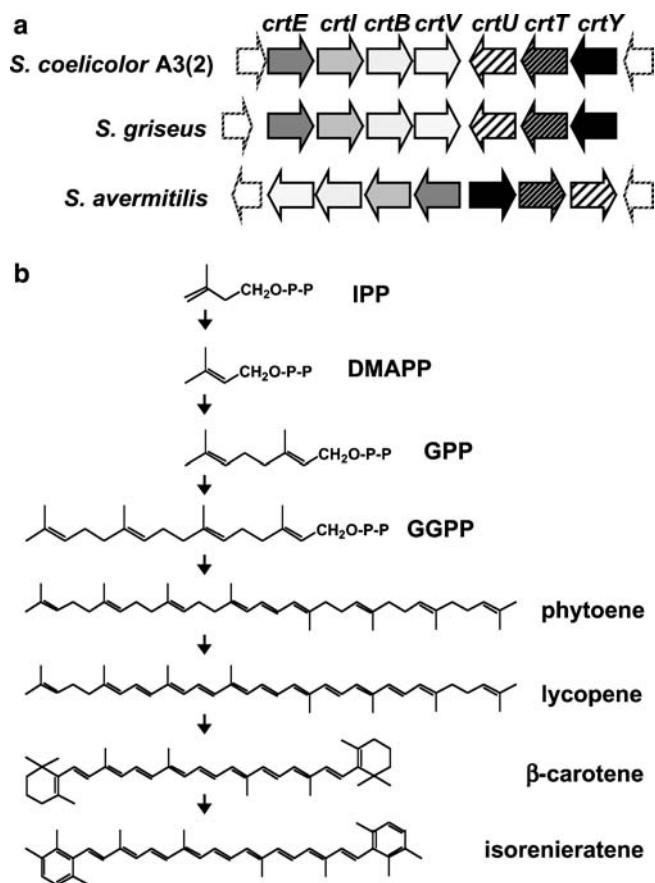 a
crtE crtI crtB crtV crtU crtT crtY
S. coelicolor A3(2)
S. griseus
S. avermitilis
b
CH2O-P-P IPP
CH2O-P-P DMAPP
CH2O-P-P GPP
CH2O-P-P GGPP
phytoene
lycopene
β-carotene
isorenieratene